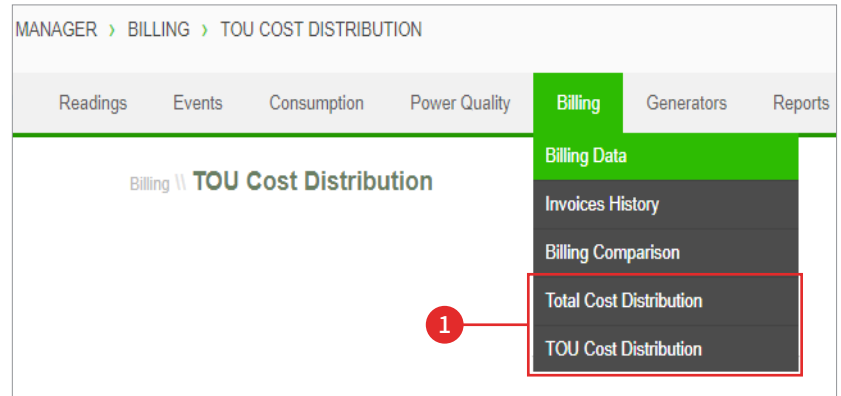 MANAGER › BILLING › TOU COST DISTRIBUTION
Readings Events Consumption Power Quality Billing Generators Reports
Billing Data
Billing \\ TOU Cost Distribution
Invoices History
Billing Comparison
1
Total Cost Distribution
TOU Cost Distribution